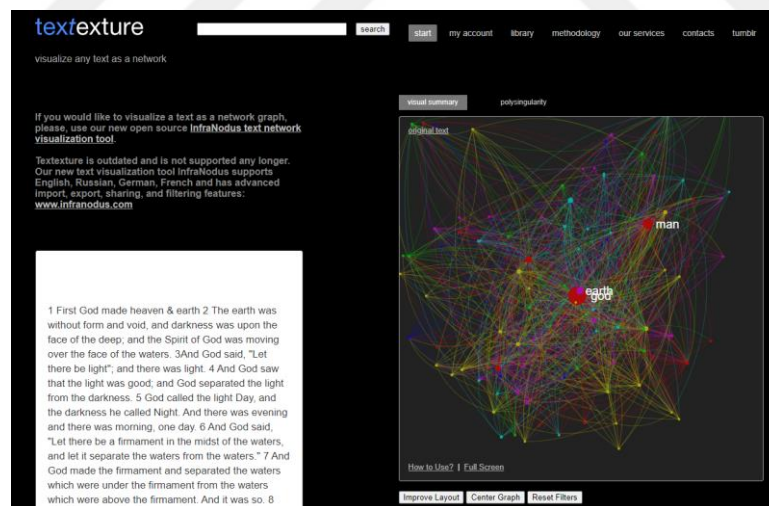 textexture
search
start
my account
library
methodology
our services
contacts
tumblr
visualize any text as a network
If you would like to visualize a text as a network graph,
please, use our new open source InfraNodus text network
visualization tool.
Textexture is outdated and is not supported any longer.
Our new text visualization tool InfraNodus supports
English, Russian, German, French and has advanced
import, export, sharing, and filtering features:
www.infranodus.com
1 First God made heaven & earth 2 The earth was
without form and void, and darkness was upon the
face of the deep; and the Spirit of God was moving
over the face of the waters. 3And God said, "Let
there be light"; and there was light. 4 And God saw
that the light was good; and God separated the light
from the darkness. 5 God called the light Day, and
the darkness he called Night. And there was evening
and there was morning, one day. 6 And God said,
"Let there be a firmament in the midst of the waters,
and let it separate the waters from the waters." 7 And
God made the firmament and separated the waters
which were under the firmament from the waters
which were above the firmament. And it was so. 8
visual summary
polysingularity
original text
man
earth
god
How to Use? | Full Screen
Improve Layout
Center Graph
Reset Filters